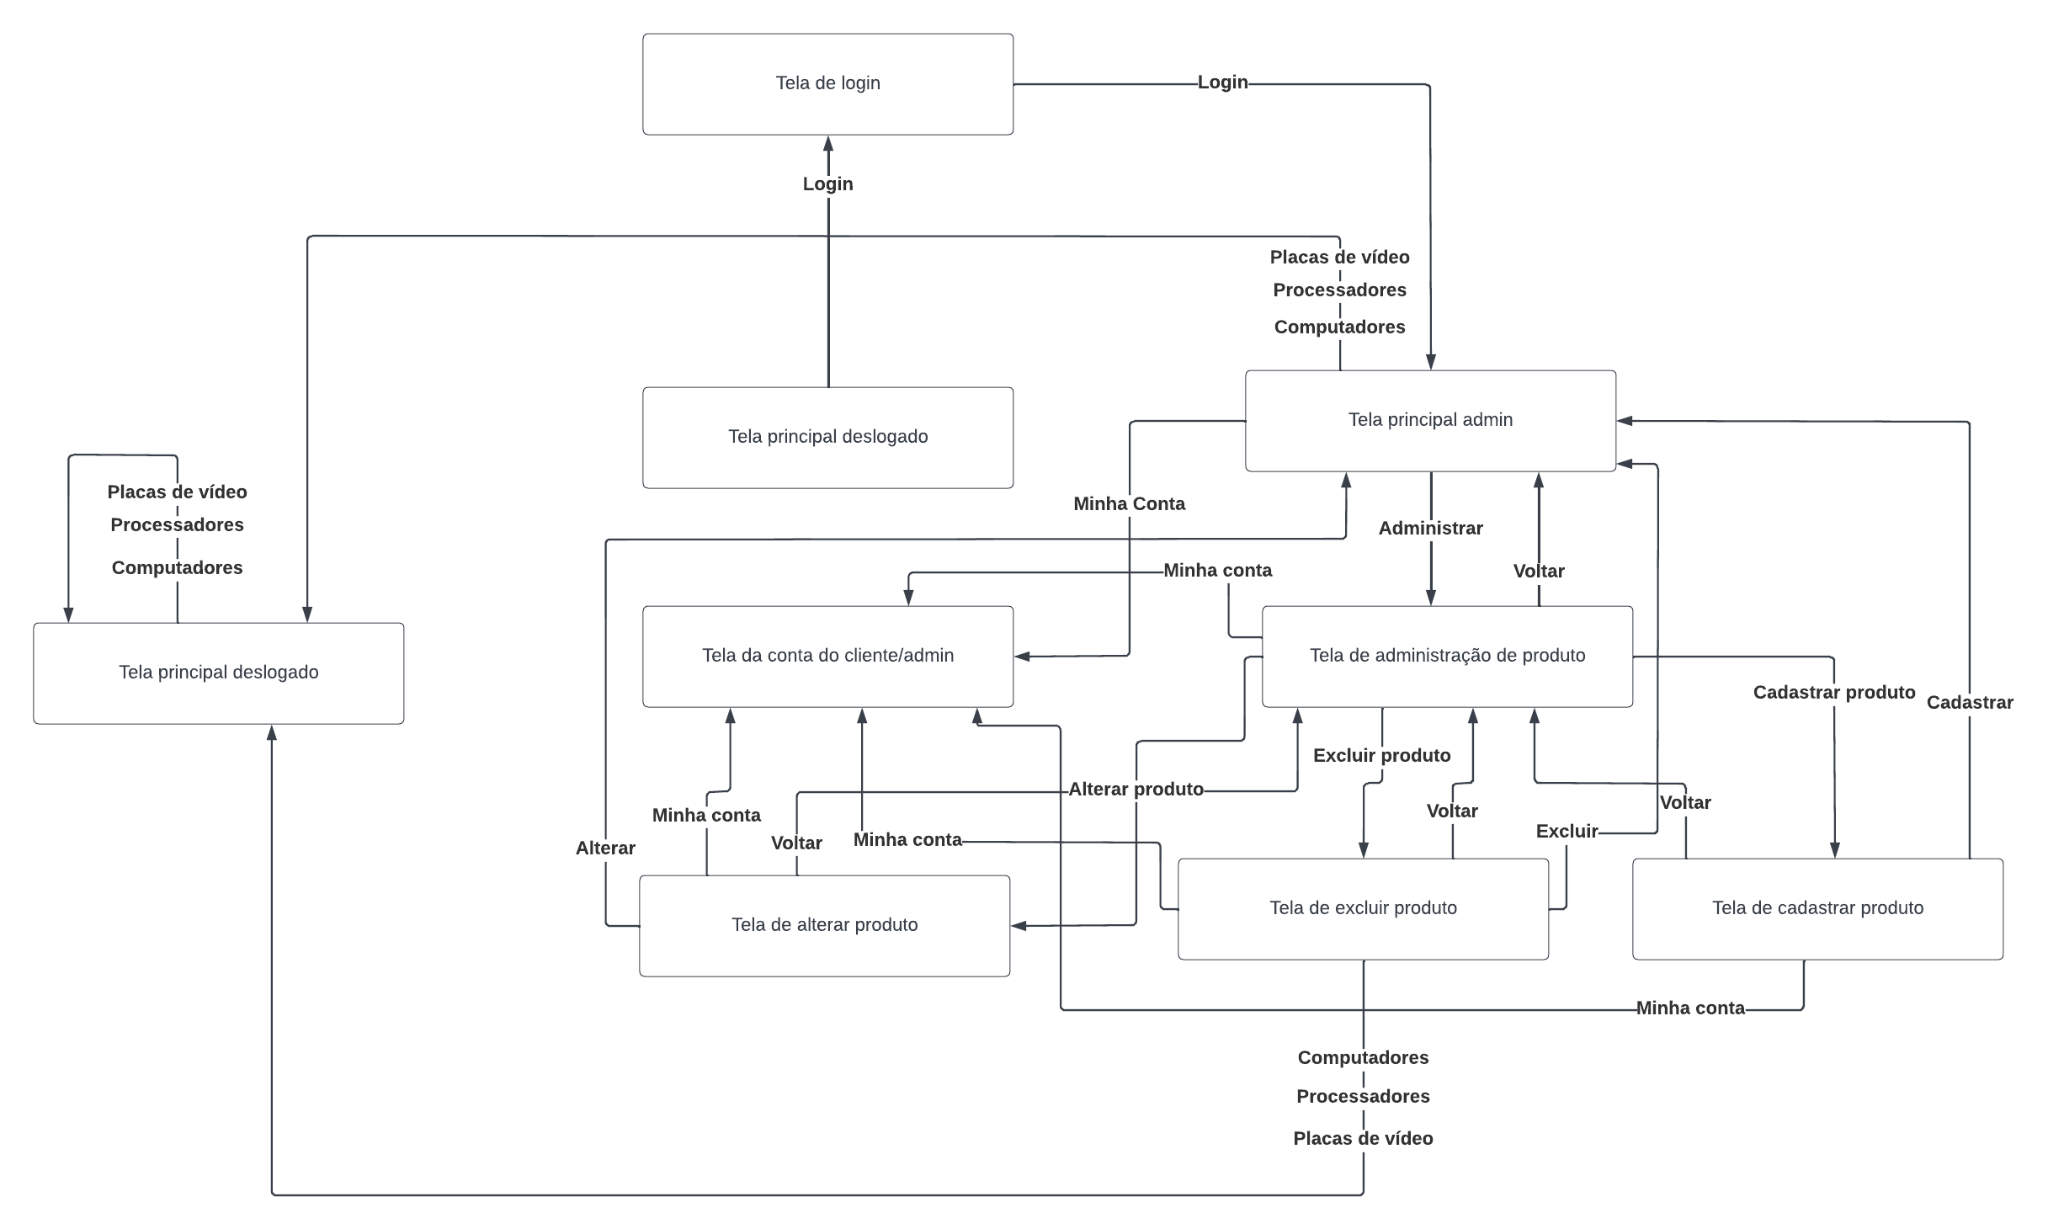 Tela de login
Login
Login
Placas de vídeo
Processadores
Computadores
Tela principal admin
Tela principal deslogado
Placas de vídeo
Processadores
Computadores
Minha Conta
Administrar
Voltar
Minha conta
Tela principal deslogado
Tela da conta do cliente/admin
Tela de administração de produto
Cadastrar produto
Cadastrar
Excluir produto
Alterar produto
Voltar
Voltar
Minha conta
Excluir
Alterar
Voltar
Minha conta
Tela de alterar produto
Tela de excluir produto
Tela de cadastrar produto
Minha conta
Computadores
Processadores
Placas de vídeo